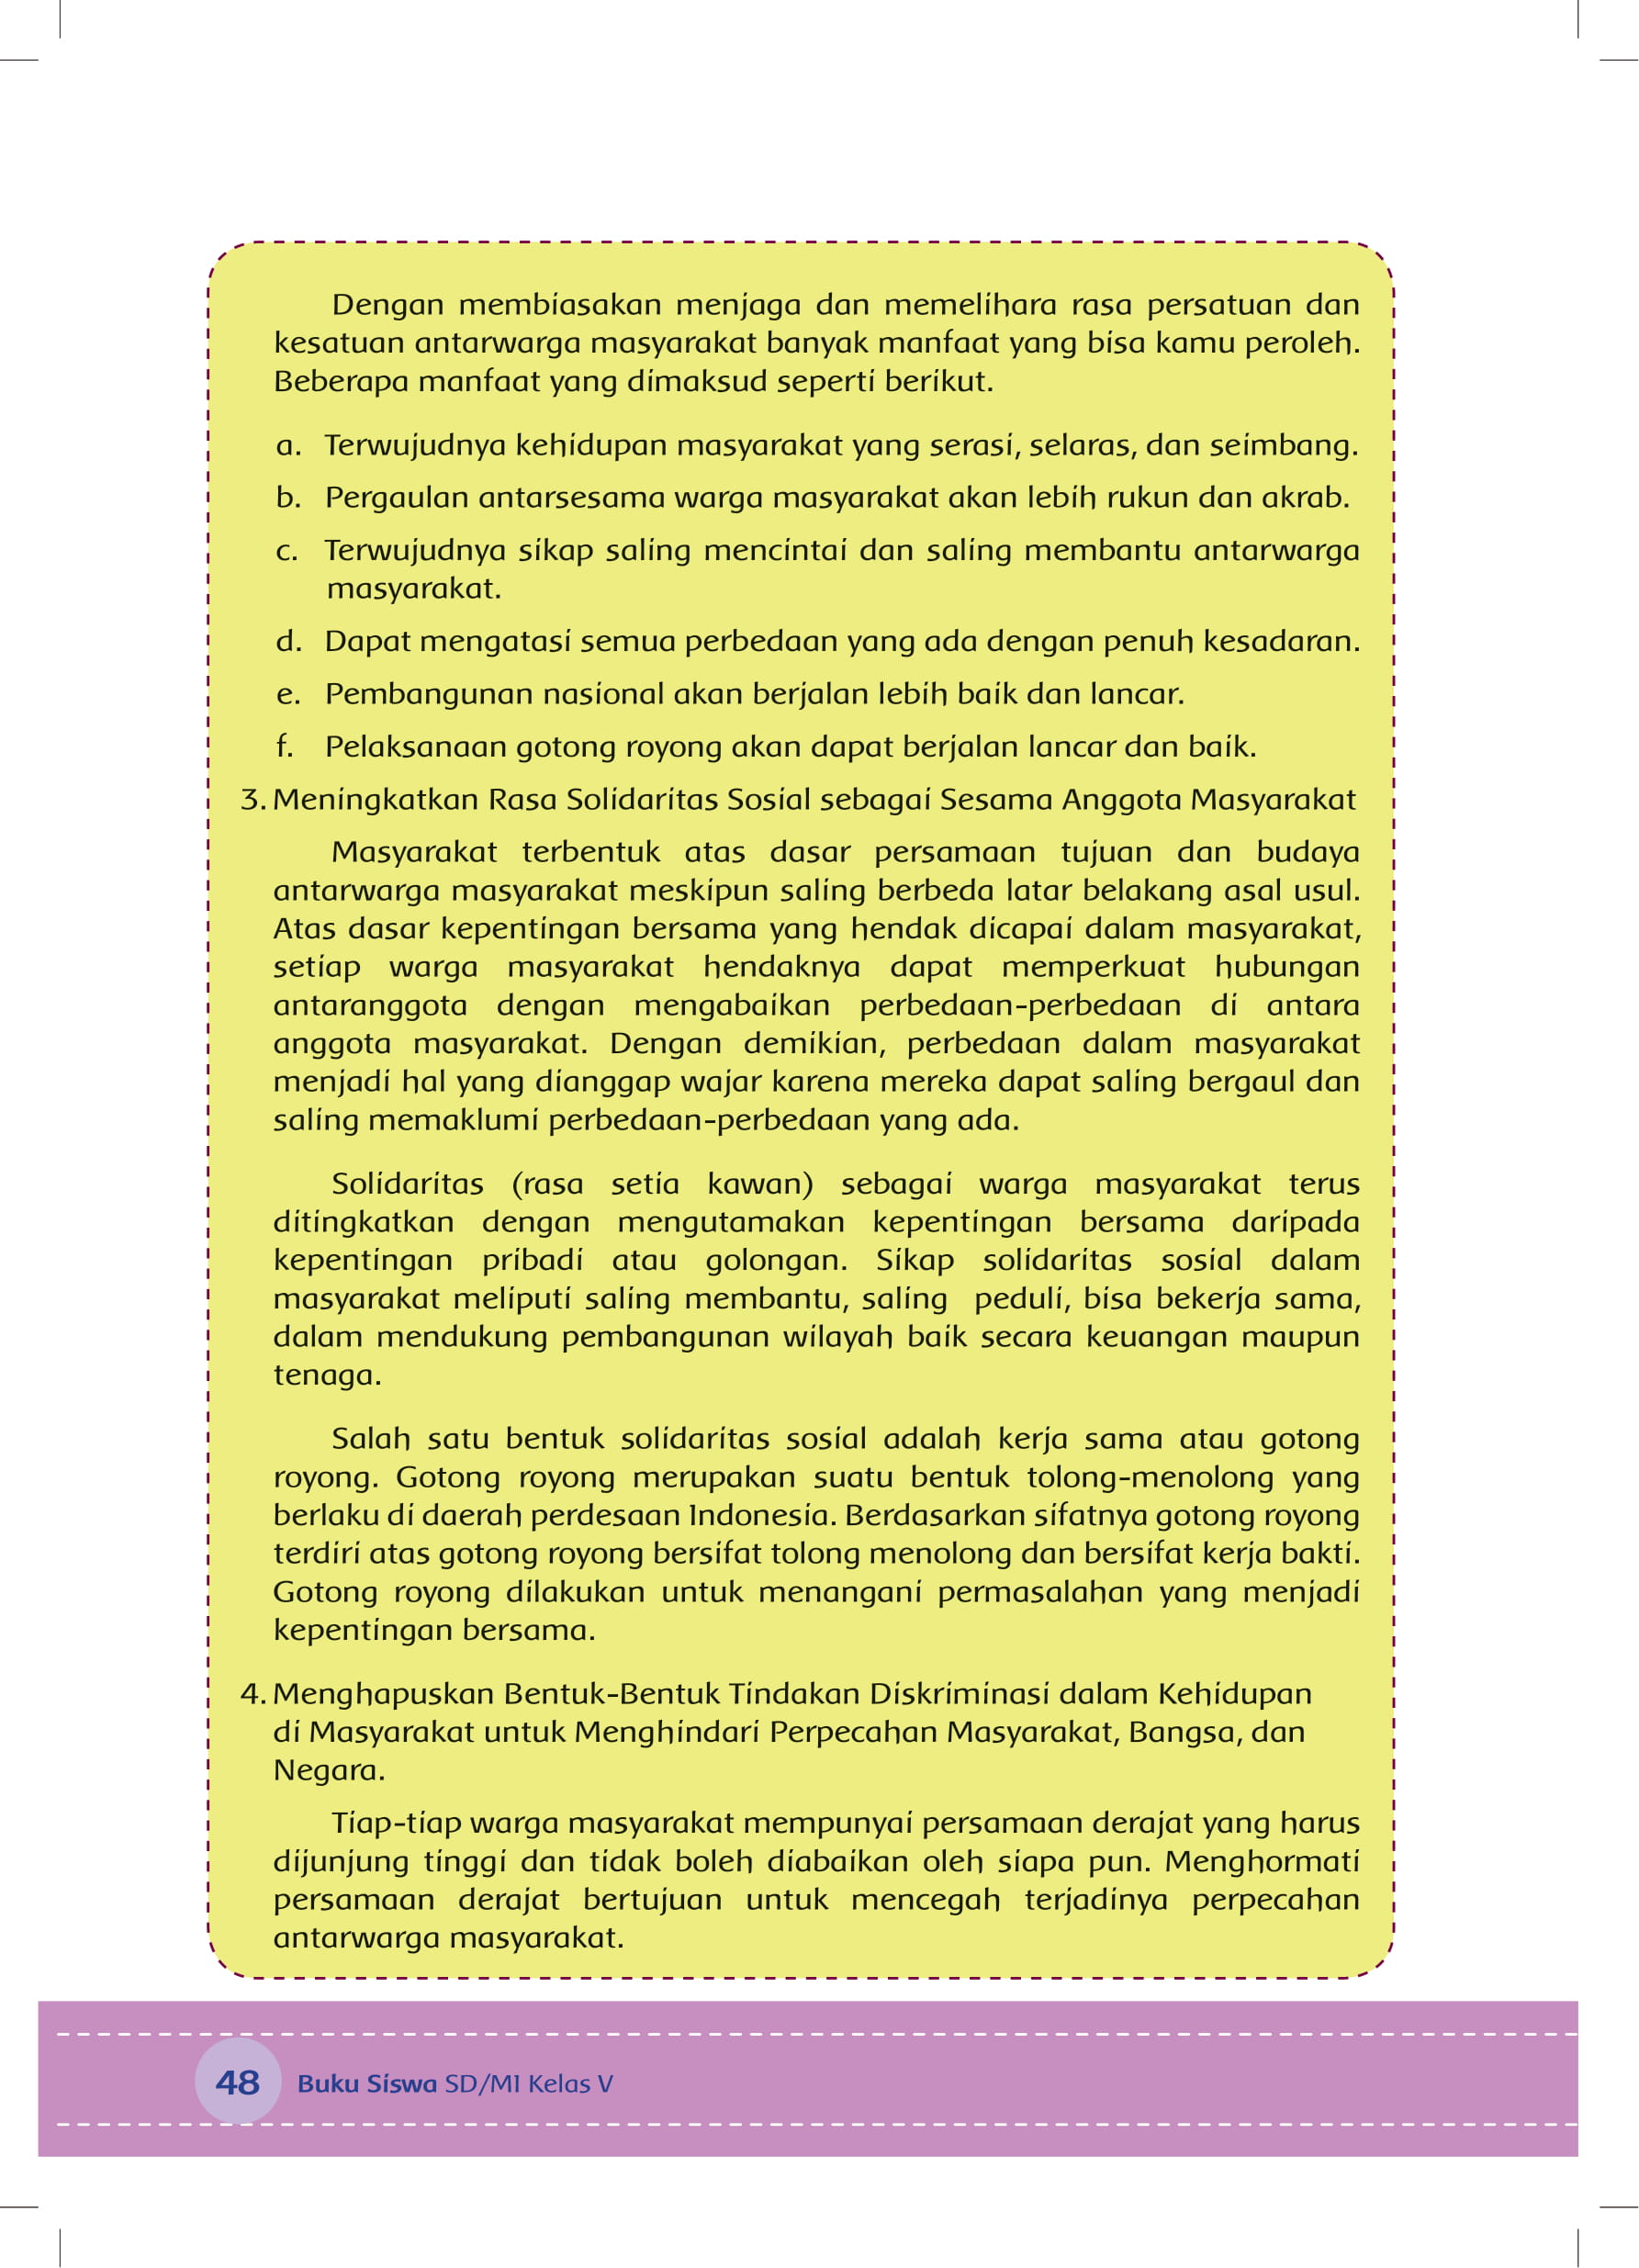 Dengan membiasakan menjaga dan memelihara rasa persatuan dan
kesatuan antarwarga masyarakat banyak manfaat yang bisa kamu peroleh.
Beberapa manfaat yang dimaksud seperti berikut.
a. Terwujudnya kehidupan masyarakat yang serasi, selaras, dan seimbang.
b. Pergaulan antarsesama warga masyarakat akan lebih rukun dan akrab.
c. Terwujudnya sikap saling mencintai dan saling membantu antarwarga
masyarakat.
d. Dapat mengatasi semua perbedaan yang ada dengan penuh kesadaran.
e. Pembangunan nasional akan berjalan lebih baik dan lancar.
f. Pelaksanaan gotong royong akan dapat berjalan lancar dan baik.
3. Meningkatkan Rasa Solidaritas Sosial sebagai Sesama Anggota Masyarakat
Masyarakat terbentuk atas dasar persamaan tujuan dan budaya
antarwarga masyarakat meskipun saling berbeda latar belakang asal usul.
Atas dasar kepentingan bersama yang hendak dicapai dalam masyarakat,
setiap warga masyarakat hendaknya dapat memperkuat hubungan
antaranggota dengan mengabaikan perbedaan-perbedaan di antara
anggota masyarakat. Dengan demikian, perbedaan dalam masyarakat
menjadi hal yang dianggap wajar karena mereka dapat saling bergaul dan
saling memaklumi perbedaan-perbedaan yang ada.
Solidaritas (rasa setia kawan) sebagai warga masyarakat terus
ditingkatkan dengan mengutamakan kepentingan bersama daripada
kepentingan pribadi atau golongan. Sikap solidaritas sosial dalam
masyarakat meliputi saling membantu, saling peduli, bisa bekerja sama,
dalam mendukung pembangunan wilayah baik secara keuangan maupun
tenaga.
Salah satu bentuk solidaritas sosial adalah kerja sama atau gotong
royong. Gotong royong merupakan suatu bentuk tolong-menolong yang
berlaku di daerah perdesaan Indonesia. Berdasarkan sifatnya gotong royong
terdiri atas gotong royong bersifat tolong menolong dan bersifat kerja bakti.
Gotong royong dilakukan untuk menangani permasalahan yang menjadi
kepentingan bersama.
4. Menghapuskan Bentuk-Bentuk Tindakan Diskriminasi dalam Kehidupan
di Masyarakat untuk Menghindari Perpecahan Masyarakat, Bangsa, dan
Negara.
Tiap-tiap warga masyarakat mempunyai persamaan derajat yang harus
dijunjung tinggi dan tidak boleh diabaikan oleh siapa pun. Menghormati
persamaan derajat bertujuan untuk mencegah terjadinya perpecahan
antarwarga masyarakat.
48 Buku Siswa SD/MI Kelas V